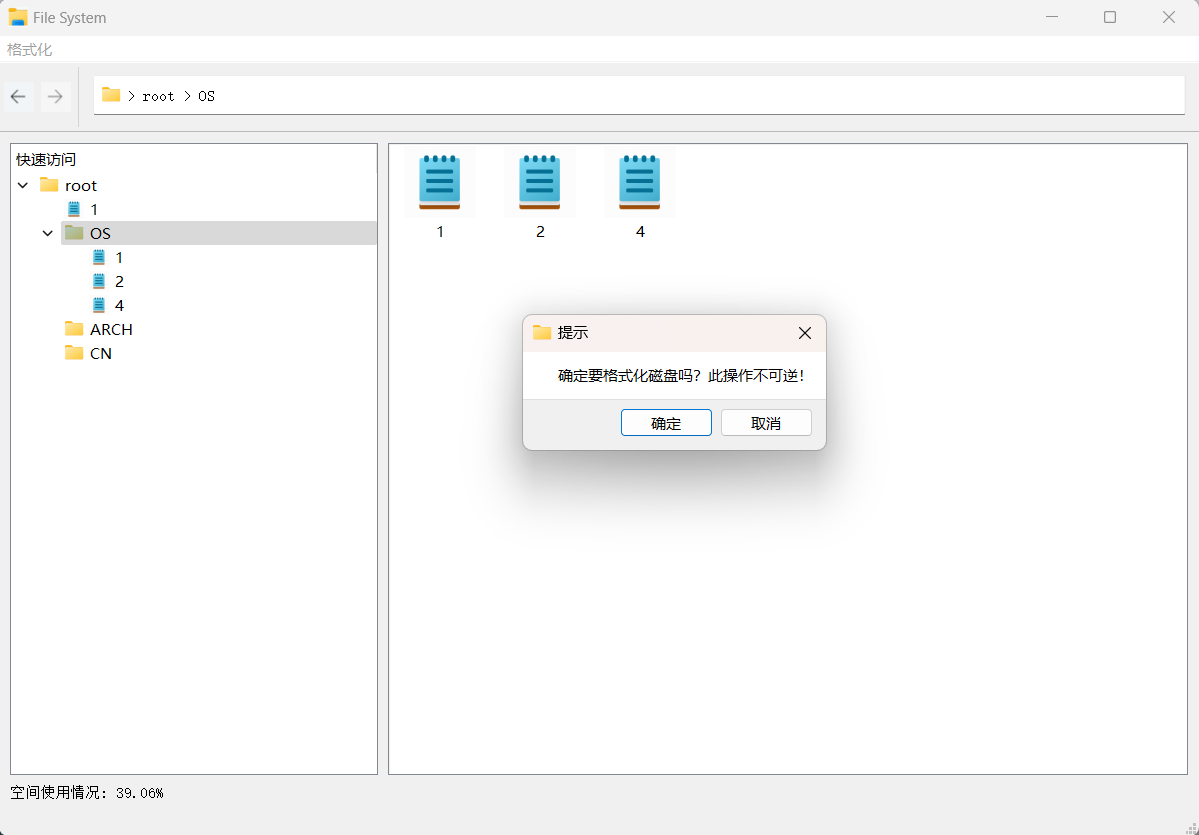 File System
格式化
root
OS
快速访问
root
1
OS
1
2
4
ARCH
CN
1
2
4
提示
确定要格式化磁盘吗？此操作不可逆！
确定
取消
空间使用情况: 39.06%